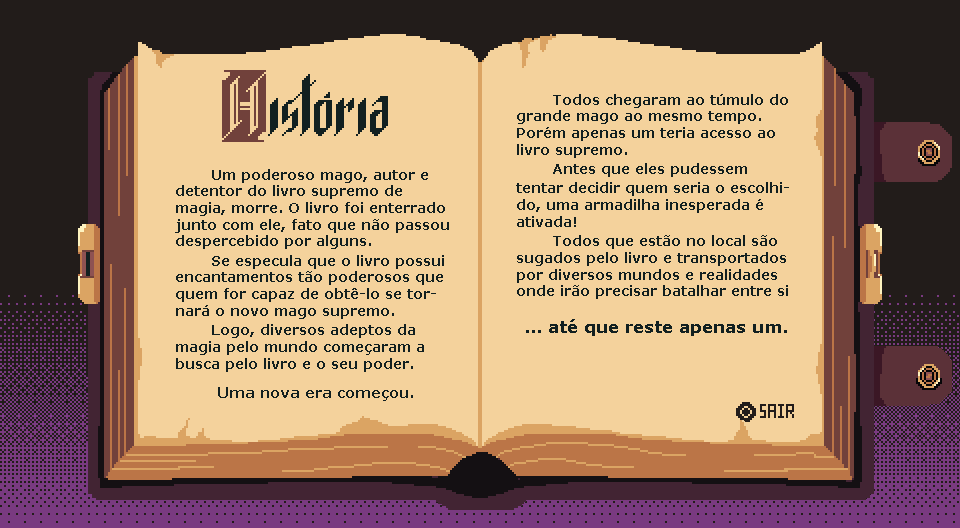 História
Um poderoso mago, autor e
detentor do livro supremo de
magia, morre. O livro foi enterrado
junto com ele, fato que não passou
despercebido por alguns.
Se especula que o livro possui
encantamentos tão poderosos que
quem for capaz de obtê-lo se tor-
nará o novo mago supremo.
Logo, diversos adeptos da
magia pelo mundo começaram a
busca pelo livro e o seu poder.
Uma nova era começou.
Todos chegaram ao túmulo do
grande mago ao mesmo tempo.
Porém apenas um teria acesso ao
livro supremo.
Antes que eles pudessem
tentar decidir quem seria o escolhi-
do, uma armadilha inesperada é
ativada!
Todos que estão no local são
sugados pelo livro e transportados
por diversos mundos e realidades
onde irão precisar batalhar entre si
... até que reste apenas um.
SAIR